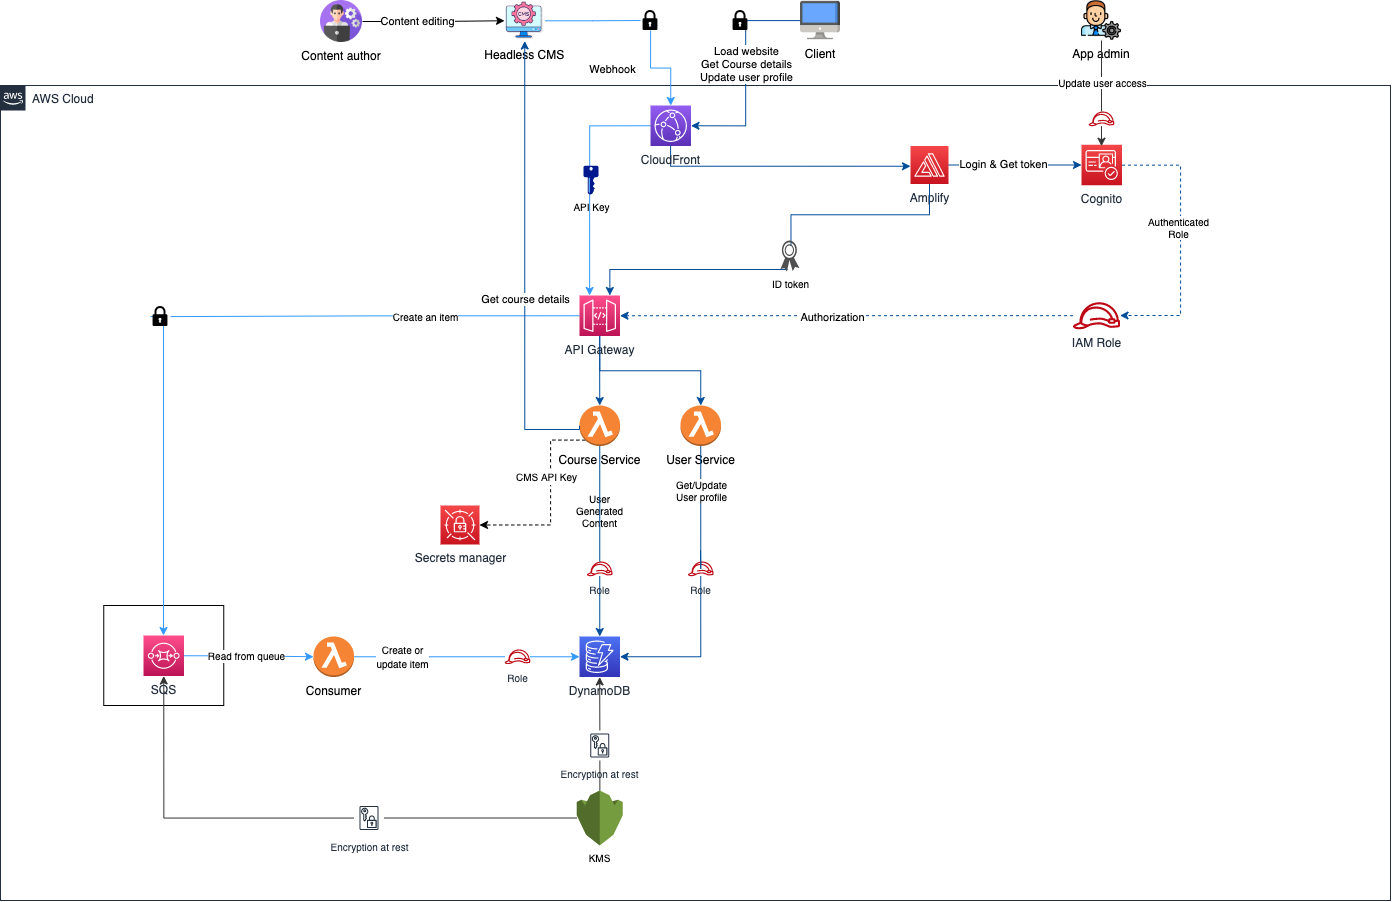 Content editing
CMS
Content author
Headless CMS
Load website
Get Course details
Update user profile
Client
App admin
Webhook
Update user access
aws
AWS Cloud
CloudFront
Login & Get token
Amplify
Cognito
API Key
Authenticated
Role
ID token
Get course details
Create an item
Authorization
API Gateway
IAM Role
Course Service
User Service
CMS API Key
Get/Update
User profile
User
Generated
Content
Secrets manager
Role
Role
Read from queue
Create or
update item
SQS
Consumer
Role
DynamoDB
Encryption at rest
Encryption at rest
KMS